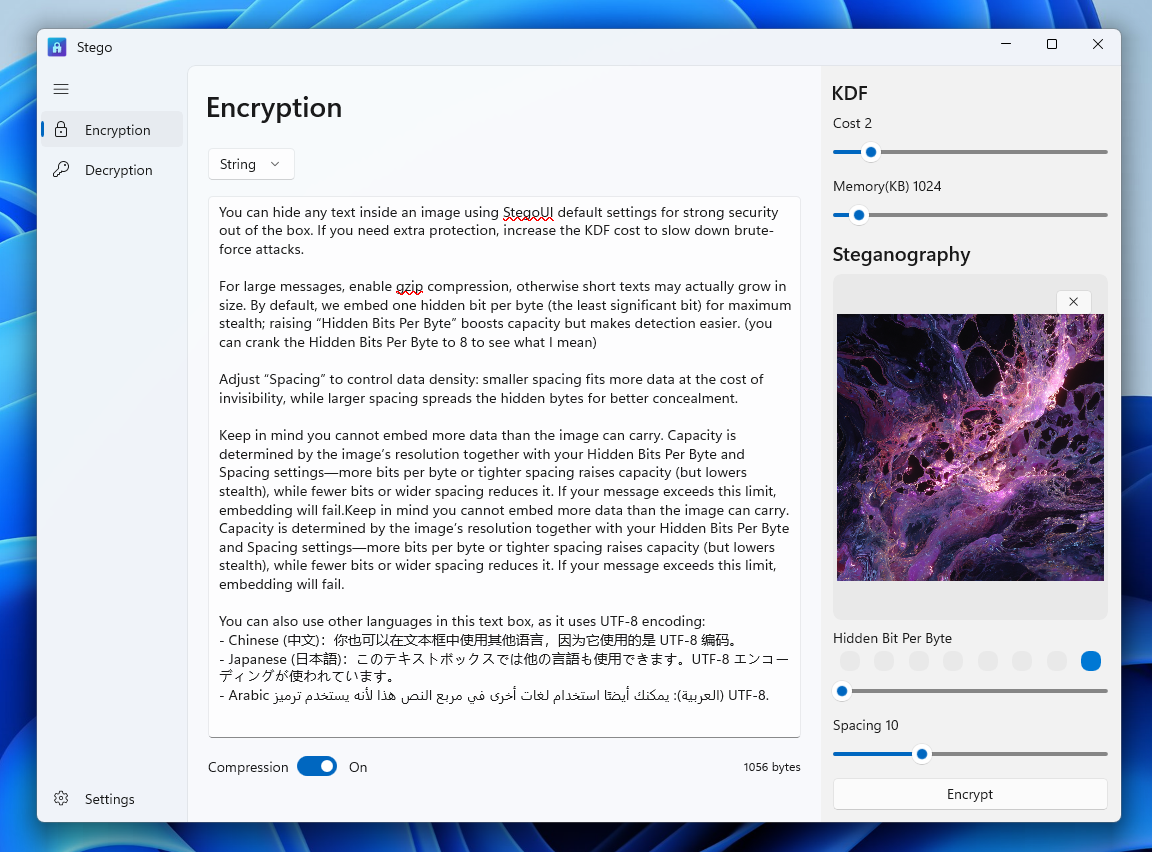 Stego
Encryption
Decryption
Settings
Encryption
String
You can hide any text inside an image using StegoUI default settings for strong security
out of the box. If you need extra protection, increase the KDF cost to slow down brute-
force attacks.
For large messages, enable gzip compression, otherwise short texts may actually grow in
size. By default, we embed one hidden bit per byte (the least significant bit) for maximum
stealth; raising “Hidden Bits Per Byte” boosts capacity but makes detection easier. (you
can crank the Hidden Bits Per Byte to 8 to see what I mean)
Adjust “Spacing” to control data density: smaller spacing fits more data at the cost of
invisibility, while larger spacing spreads the hidden bytes for better concealment.
Keep in mind you cannot embed more data than the image can carry. Capacity is
determined by the image’s resolution together with your Hidden Bits Per Byte and
Spacing settings—more bits per byte or tighter spacing raises capacity (but lowers
stealth), while fewer bits or wider spacing reduces it. If your message exceeds this limit,
embedding will fail.Keep in mind you cannot embed more data than the image can carry.
Capacity is determined by the image’s resolution together with your Hidden Bits Per Byte
and Spacing settings—more bits per byte or tighter spacing raises capacity (but lowers
stealth), while fewer bits or wider spacing reduces it. If your message exceeds this limit,
embedding will fail.
You can also use other languages in this text box, as it uses UTF-8 encoding:
- Chinese (中文)：你也可以在文本框中使用其他语言，因为它使用的是 UTF-8 编码。
- Japanese (日本語)：このテキストボックスでは他の言語も使用できます。UTF-8 エンコー
ディングが使われています。
- Arabic (العربية): يمكنك أيضًا استخدام لغات أخرى في مربع النص هذا لأنه يستخدم ترميز UTF-8.
Compression
On
1056 bytes
KDF
Cost 2
Memory(KB) 1024
Steganography
Hidden Bit Per Byte
Spacing 10
Encrypt